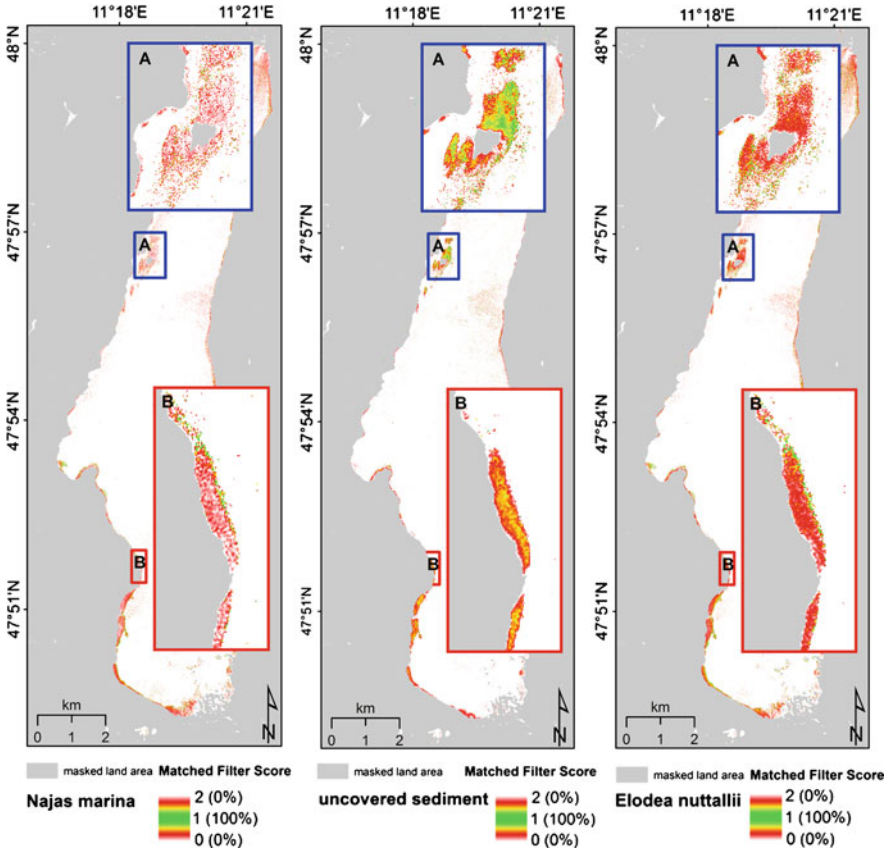 11°18'E 11°21'E
48°N
47°57'N
47°54'N
47°51'N
A
A
B
B
km
0 1 2
N
masked land area Matched Filter Score
Najas marina
2 (0%)
1 (100%)
0 (0%)
11°18'E 11°21'E
48°N
47°57'N
47°54'N
47°51'N
A
A
B
B
km
0 1 2
N
masked land area Matched Filter Score
uncovered sediment
2 (0%)
1 (100%)
0 (0%)
11°18'E 11°21'E
48°N
47°57'N
47°54'N
47°51'N
A
A
B
B
km
0 1 2
N
masked land area Matched Filter Score
Elodea nuttallii
2 (0%)
1 (100%)
0 (0%)